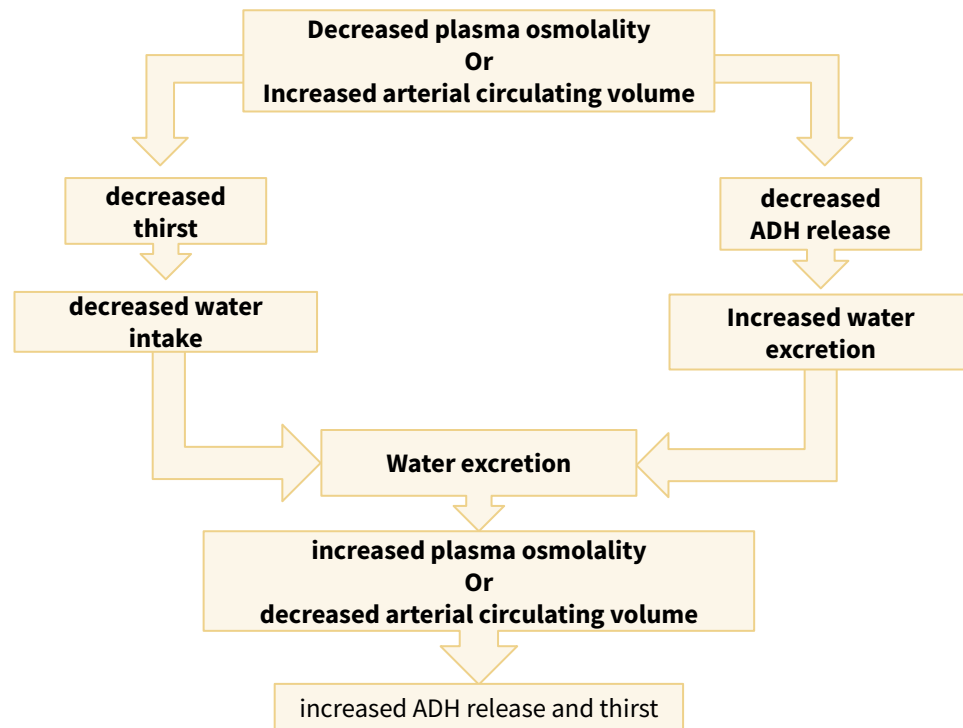 Decreased plasma osmolality
Or
Increased arterial circulating volume
decreased
thirst
decreased
ADH release
decreased water
intake
Increased water
excretion
Water excretion
increased plasma osmolality
Or
decreased arterial circulating volume
increased ADH release and thirst